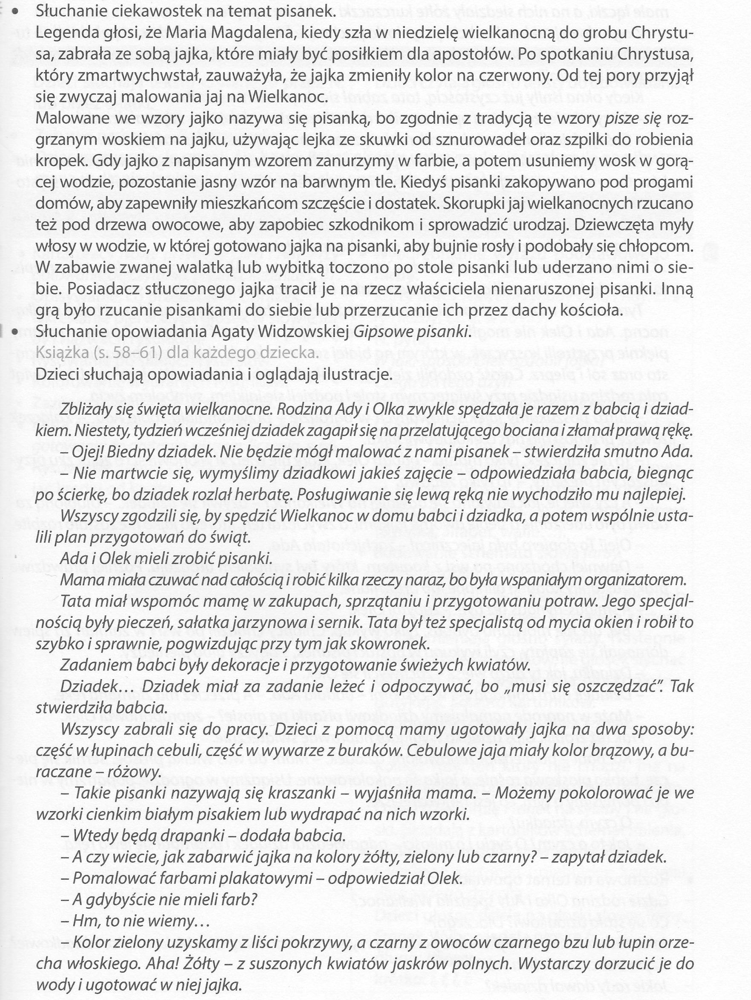 • Słuchanie ciekawostek na temat pisanek.
Legenda głosi, że Maria Magdalena, kiedy szła w niedzielę wielkanocną do grobu Chrystu-
sa, zabrała ze sobą jajka, które miały być posiłkiem dla apostołów. Po spotkaniu Chrystusa,
który zmartwychwstał, zauważyła, że jajka zmieniły kolor na czerwony. Od tej pory przyjął
się zwyczaj malowania jaj na Wielkanoc.
Malowane we wzory jajko nazywa się pisanką, bo zgodnie z tradycją te wzory pisze się roz-
grzanym woskiem na jajku, używając lejka ze skuwki od sznurowadeł oraz szpilki do robienia
kropek. Gdy jajko z napisanym wzorem zanurzymy w farbie, a potem usuniemy wosk w gorą-
cej wodzie, pozostanie jasny wzór na barwnym tle. Kiedyś pisanki zakopywano pod progami
domów, aby zapewniły mieszkańcom szczęście i dostatek. Skorupki jaj wielkanocnych rzucano
też pod drzewa owocowe, aby zapobiec szkodnikom i sprowadzić urodzaj. Dziewczęta myły
włosy w wodzie, w której gotowano jajka na pisanki, aby bujnie rosły i podobały się chłopcom.
W zabawie zwanej walatką lub wybitką toczono po stole pisanki lub uderzano nimi o sie-
bie. Posiadacz stłuczonego jajka tracił je na rzecz właściciela nienaruszonej pisanki. Inną
grą było rzucanie pisankami do siebie lub przerzucanie ich przez dachy kościoła.
• Słuchanie opowiadania Agaty Widzowskiej Gipsowe pisanki.
Książka (s. 58–61) dla każdego dziecka.
Dzieci słuchają opowiadania i oglądają ilustracje.
Zbliżały się święta wielkanocne. Rodzina Ady i Olka zwykle spędzała je razem z babcią i dziad-
kiem. Niestety, tydzień wcześniej dziadek zagapił się na przelatującego bociana i złamał prawą rękę.
– Ojej! Biedny dziadek. Nie będzie mógł malować z nami pisanek – stwierdziła smutno Ada.
– Nie martwcie się, wymyślimy dziadkowi jakieś zajęcie – odpowiedziała babcia, biegnąc
po ścierkę, bo dziadek rozlał herbatę. Posługiwanie się lewą ręką nie wychodziło mu najlepiej.
Wszyscy zgodzili się, by spędzić Wielkanoc w domu babci i dziadka, a potem wspólnie usta-
lili plan przygotowań do świąt.
Ada i Olek mieli zrobić pisanki.
Mama miała czuwać nad całością i robić kilka rzeczy naraz, bo była wspaniałym organizatorem.
Tata miał wspomóc mamę w zakupach, sprzątaniu i przygotowaniu potraw. Jego specjal-
nością były pieczeń, sałatka jarzynowa i sernik. Tata był też specjalistą od mycia okien i robił to
szybko i sprawnie, pogwizdując przy tym jak skowronek.
Zadaniem babci były dekoracje i przygotowanie świeżych kwiatów.
Dziadek... Dziadek miał za zadanie leżeć i odpoczywać, bo „musi się oszczędzać”. Tak
stwierdziła babcia.
Wszyscy zabrali się do pracy. Dzieci z pomocą mamy ugotowały jajka na dwa sposoby:
część w łupinach cebuli, część w wywarze z buraków. Cebulowe jaja miały kolor brązowy, a bu-
raczane – różowy.
– Takie pisanki nazywają się kraszanki – wyjaśniła mama. – Możemy pokolorować je we
wzorki cienkim białym pisakiem lub wydrapać na nich wzorki.
– Wtedy będą drapanki – dodała babcia.
– A czy wiecie, jak zabarwić jajka na kolory żółty, zielony lub czarny? – zapytał dziadek.
– Pomalować farbami plakatowymi – odpowiedział Olek.
– A gdybyście nie mieli farb?
– Hm, to nie wiemy...
– Kolor zielony uzyskamy z liści pokrzywy, a czarny z owoców czarnego bzu lub łupin orze-
cha włoskiego. Aha! Żółty – z suszonych kwiatów jaskrów polnych. Wystarczy dorzucić je do
wody i ugotować w niej jajka.